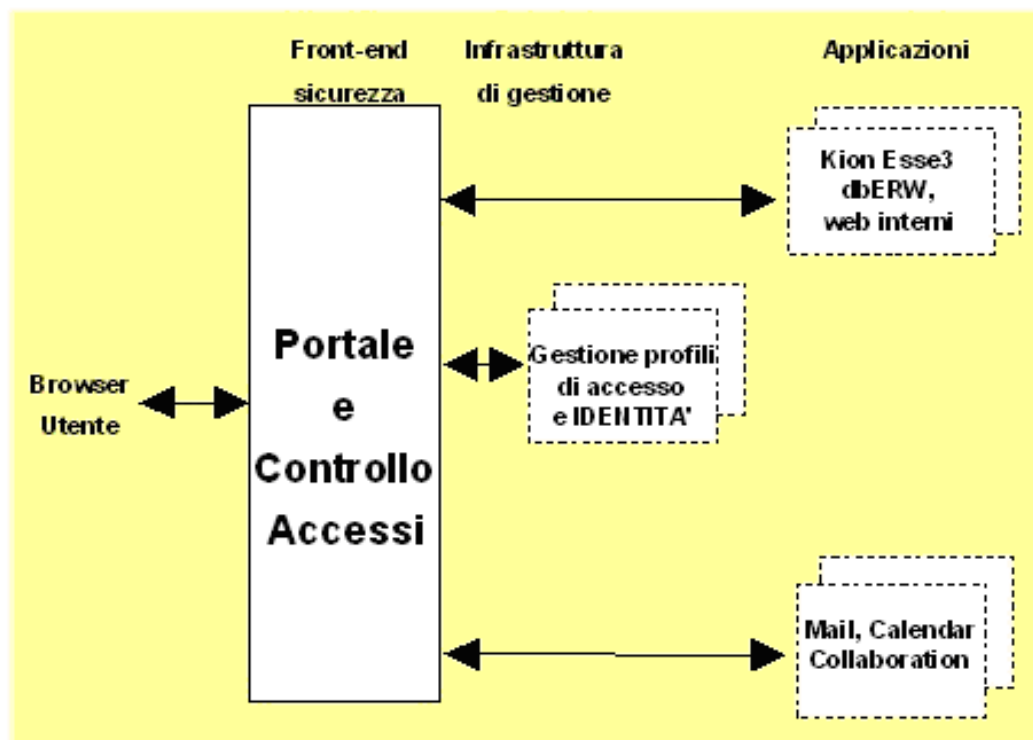 Front-end
sicurezza
Infrastruttura
di gestione
Applicazioni
Kion Esse3
dbERW,
web interni
Portale
e
Controllo
Accessi
Gestione profili
di accesso
e IDENTITA'
Browser
Utente
Mail, Calendar
Collaboration